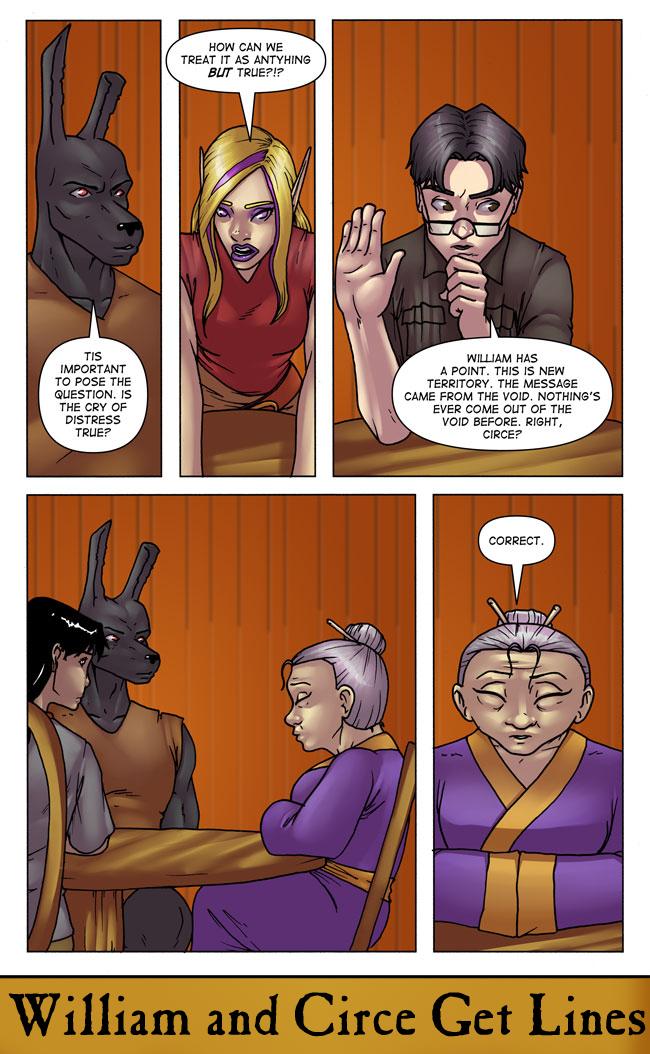 TIS
IMPORTANT
TO POSE THE
QUESTION. IS
THE CRY OF
DISTRESS
TRUE?
HOW CAN WE
TREAT IT AS ANTYHING
BUT TRUE?!?
WILLIAM HAS
A POINT. THIS IS NEW
TERRITORY. THE MESSAGE
CAME FROM THE VOID. NOTHING'S
EVER COME OUT OF THE
VOID BEFORE. RIGHT,
CIRCE?
CORRECT.
William and Circe Get Lines